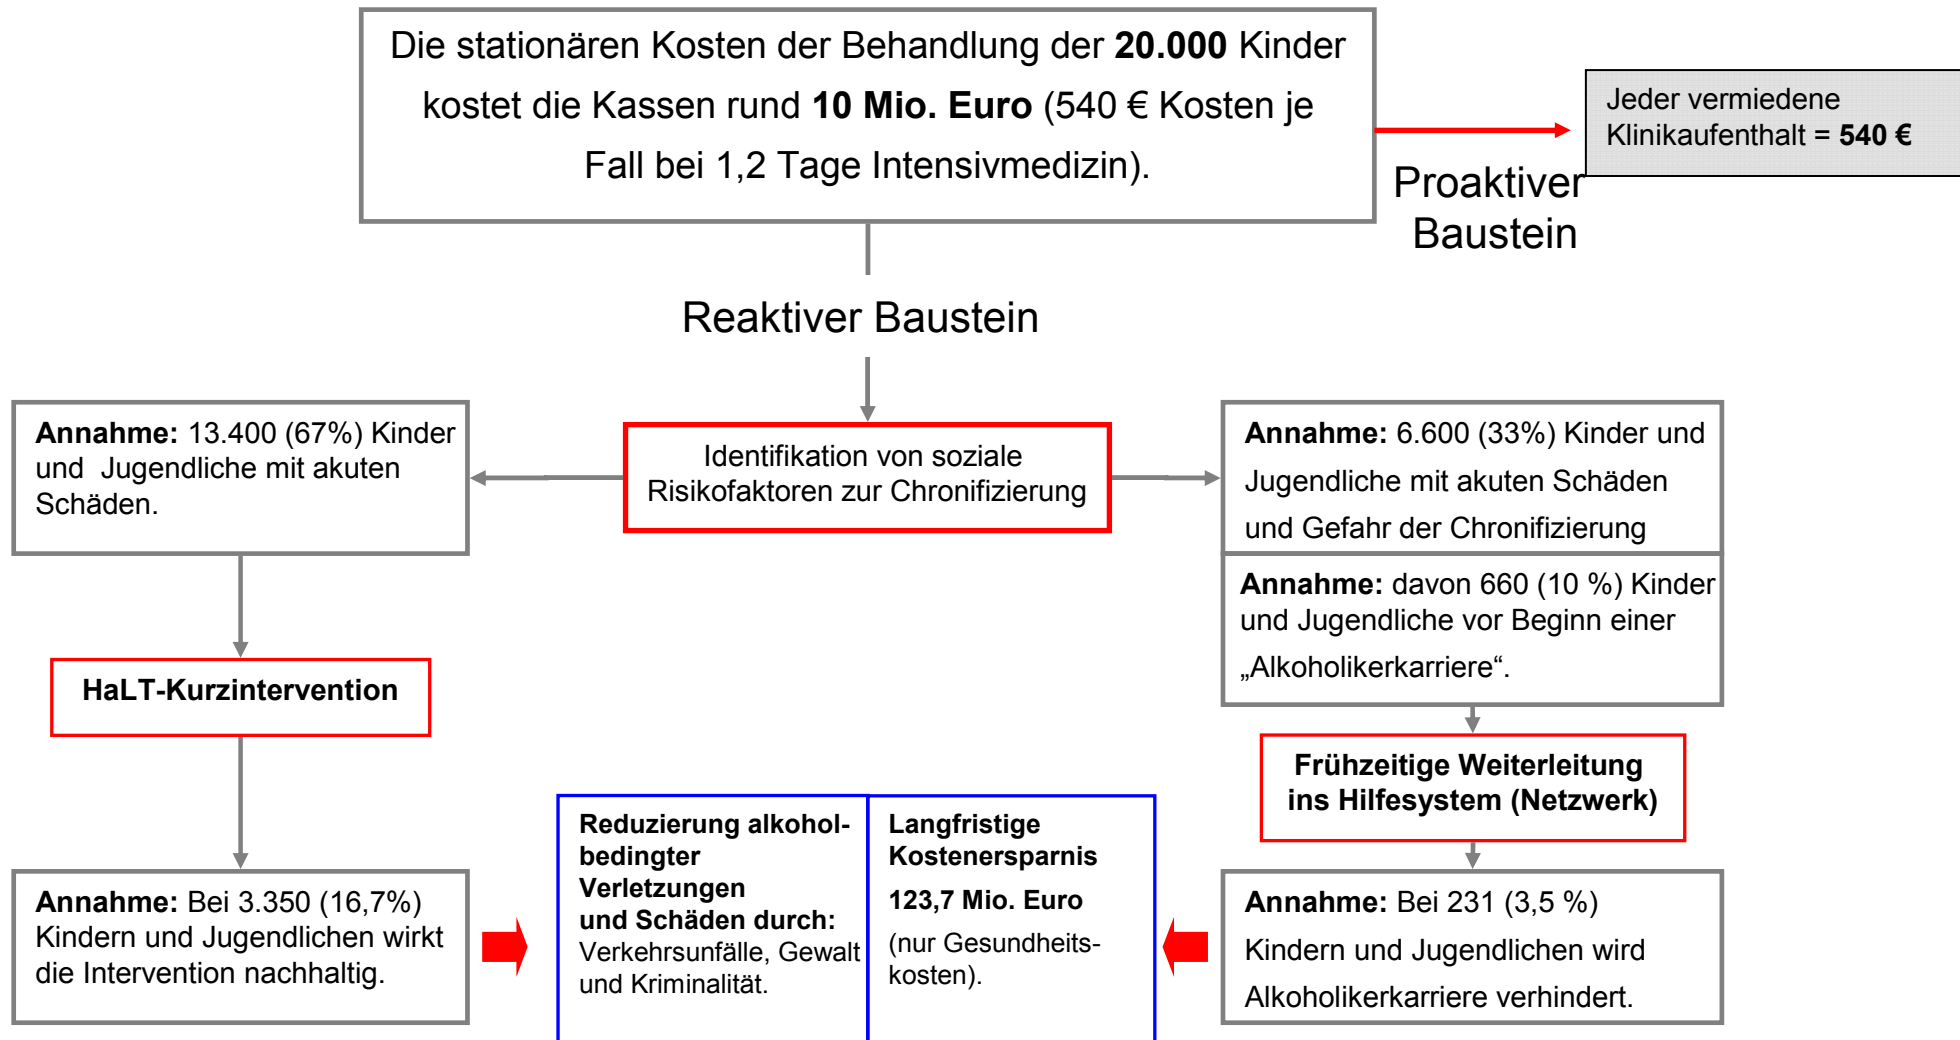 Die stationären Kosten der Behandlung der 20.000 Kinder
kostet die Kassen rund 10 Mio. Euro (540 € Kosten je
Fall bei 1,2 Tage Intensivmedizin).
Jeder vermiedene
Klinikaufenthalt = 540 €
Proaktiver
Baustein
Reaktiver Baustein
Annahme: 13.400 (67%) Kinder
und Jugendliche mit akuten
Schäden.
Identifikation von soziale
Risikofaktoren zur Chronifizierung
Annahme: 6.600 (33%) Kinder und
Jugendliche mit akuten Schäden
und Gefahr der Chronifizierung
Annahme: davon 660 (10 %) Kinder
und Jugendliche vor Beginn einer
„Alkoholikerkarriere“.
HaLT-Kurzintervention
Frühzeitige Weiterleitung
ins Hilfesystem (Netzwerk)
Annahme: Bei 3.350 (16,7%)
Kindern und Jugendlichen wirkt
die Intervention nachhaltig.
Reduzierung alkohol-
bedingter
Verletzungen
und Schäden durch:
Verkehrsunfälle, Gewalt
und Kriminalität.
Langfristige
Kostenersparnis
123,7 Mio. Euro
(nur Gesundheits-
kosten).
Annahme: Bei 231 (3,5 %)
Kindern und Jugendlichen wird
Alkoholikerkarriere verhindert.